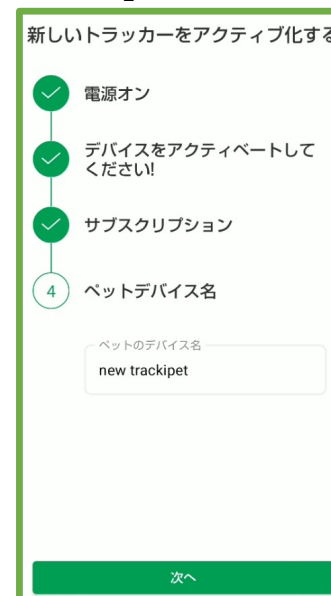 新しいトラッカーをアクティブ化する
電源オン
デバイスをアクティベートして
ください!
サブスクリプション
4
ペットデバイス名
ペットのデバイス名
new trackipet
次へ